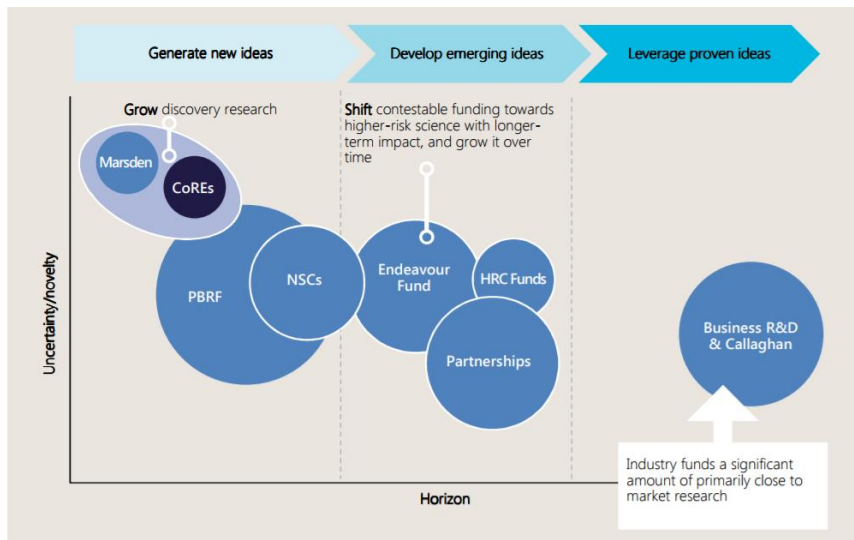 Generate new ideas
Develop emerging ideas
Leverage proven ideas
Grow discovery research
Shift contestable funding towards
higher-risk science with longer-
term impact, and grow it over
time
Marsden
CoREs
PBRF
NSCs
Endeavour
Fund
HRC Funds
Partnerships
Business R&D
& Callaghan
Uncertainty/novelty
Industry funds a significant
amount of primarily close to
market research
Horizon